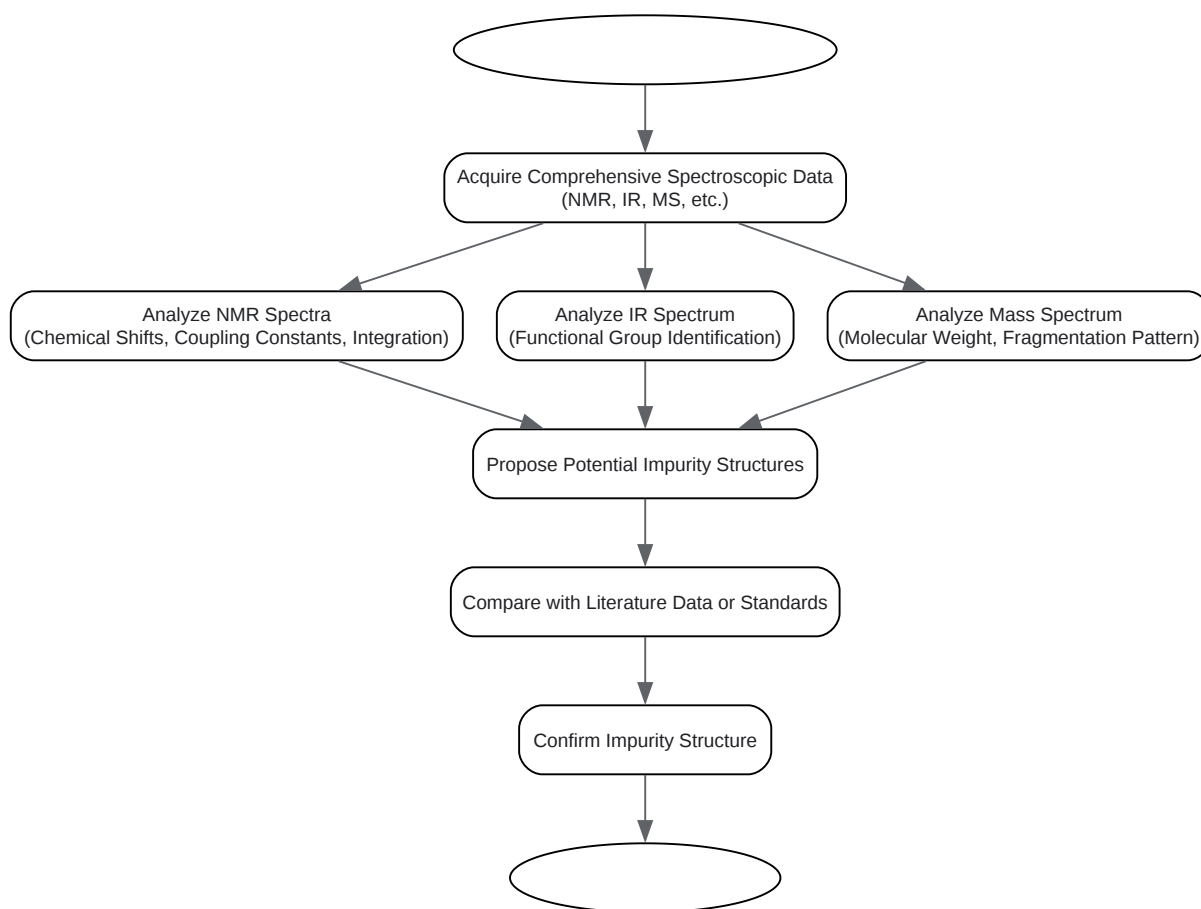 Acquire Comprehensive Spectroscopic Data
(NMR, IR, MS, etc.)
Analyze NMR Spectra
(Chemical Shifts, Coupling Constants, Integration)
Analyze IR Spectrum
(Functional Group Identification)
Analyze Mass Spectrum
(Molecular Weight, Fragmentation Pattern)
Propose Potential Impurity Structures
Compare with Literature Data or Standards
Confirm Impurity Structure